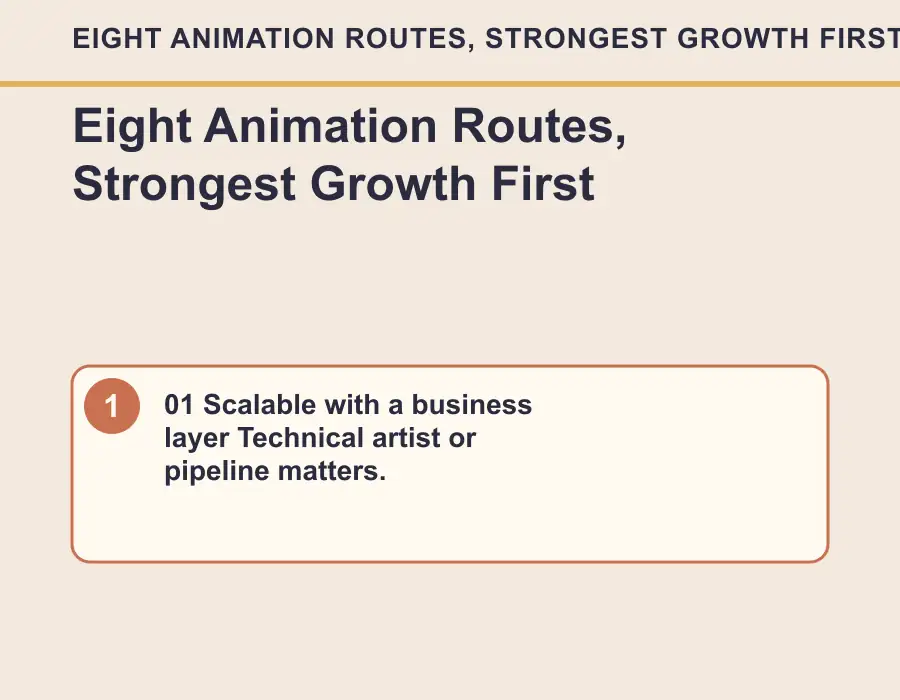 EIGHT ANIMATION ROUTES, STRONGEST GROWTH FIRST
Eight Animation Routes,
Strongest Growth First
1
01 Scalable with a business
layer Technical artist or
pipeline matters.